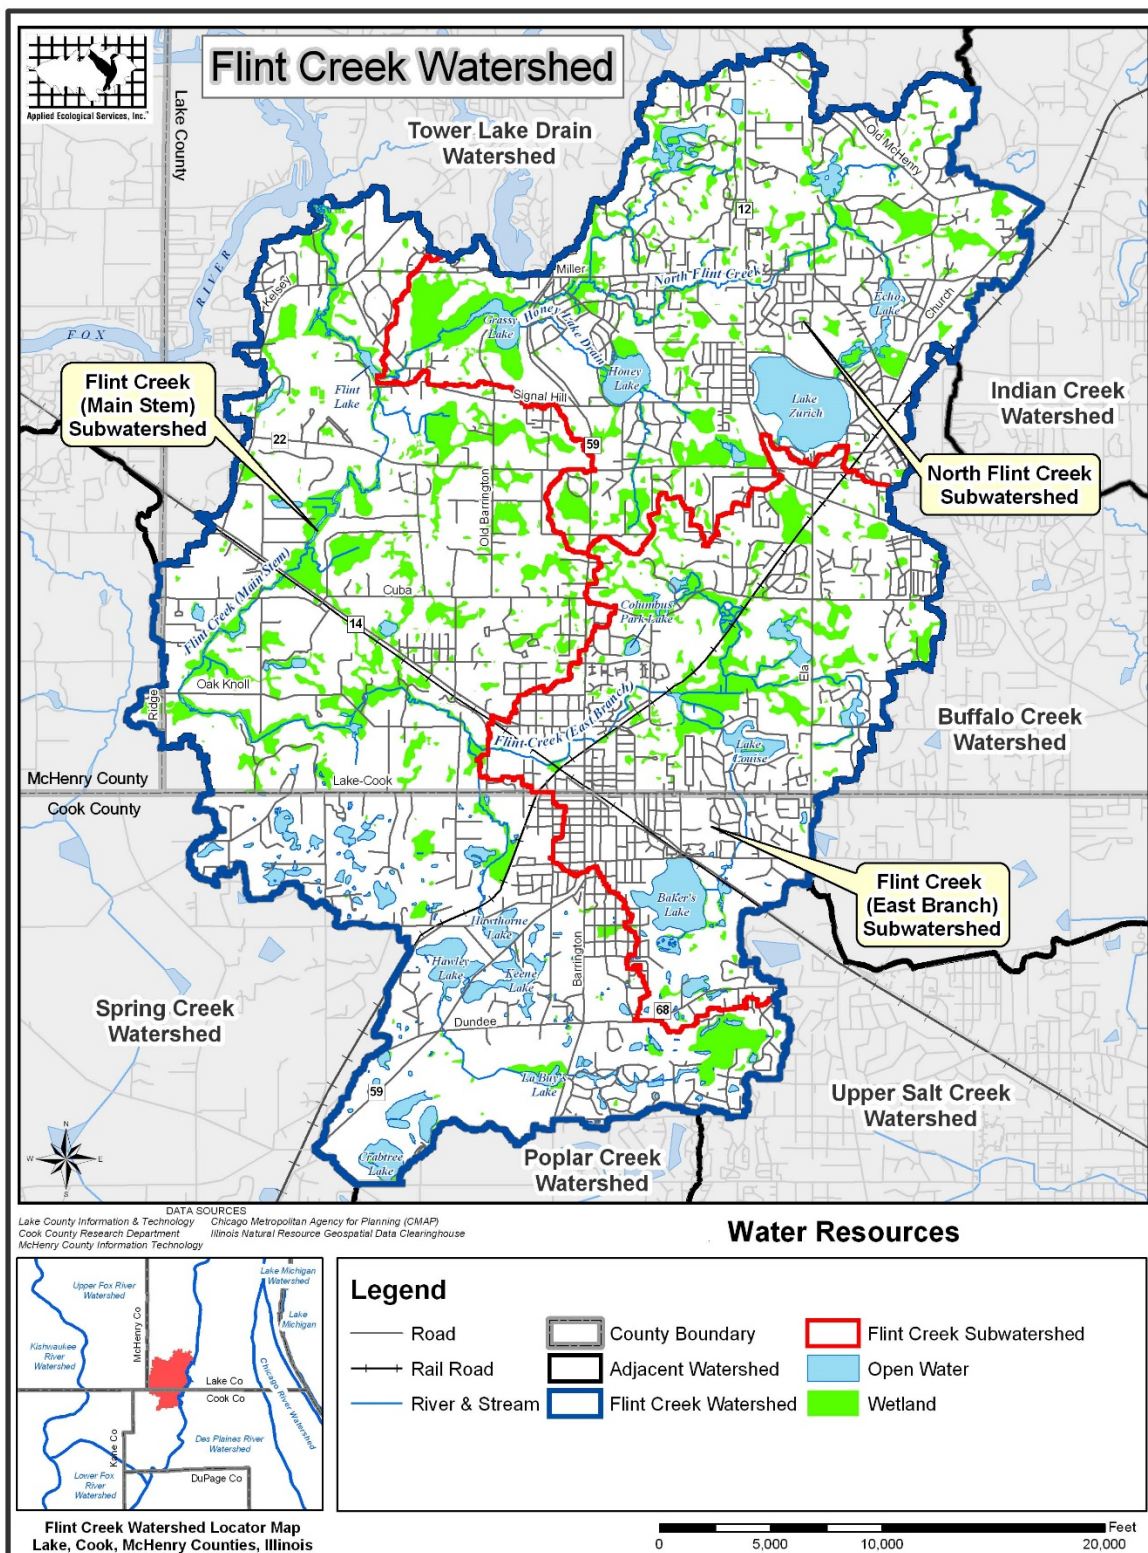 Flint Creek Watershed
Applied Ecological Services, Inc.™
Lake County
Tower Lake Drain
Watershed
Old McHenry
12
Miller
North Flint Creek
Kelsey
RIVER
FOX
Grassy
Lake
Honey Lake Drain
Echo
Lake
Church
Flint Creek
(Main Stem)
Subwatershed
Flint
Lake
Honey
Lake
Signal Hill
Lake
Zurich
Indian Creek
Watershed
22
59
North Flint Creek
Subwatershed
Old Barrington
Flint Creek (Main Stem)
Cuba
Columbus
Park Lake
14
Oak Knoll
Ridge
Ela
Flint Creek (East Branch)
Lake
Louise
Buffalo Creek
Watershed
McHenry County
Cook County
Lake-Cook
Flint Creek
(East Branch)
Subwatershed
Baker's
Lake
Hawthorne
Lake
Hawley
Lake
Keene
Lake
Barrington
Spring Creek
Watershed
Dundee
68
La Buy's
Lake
59
Upper Salt Creek
Watershed
Crabtree
Lake
Poplar Creek
Watershed
N
W
E
S
DATA SOURCES
Lake County Information & Technology
Chicago Metropolitan Agency for Planning (CMAP)
Cook County Research Department
Illinois Natural Resource Geospatial Data Clearinghouse
McHenry County Information Technology
Water Resources
Legend
Road
County Boundary
Flint Creek Subwatershed
Rail Road
Adjacent Watershed
Open Water
River & Stream
Flint Creek Watershed
Wetland
Upper Fox River
Watershed
McHenry Co
Lake Michigan
Watershed
Lake
Michigan
Kishwaukee
River
Watershed
Chicago River Watershed
Lake Co
Cook Co
Kane Co
Des Plaines River
Watershed
Lower Fox
River
Watershed
DuPage Co
Flint Creek Watershed Locator Map
Lake, Cook, McHenry Counties, Illinois
Feet
0
5,000
10,000
20,000